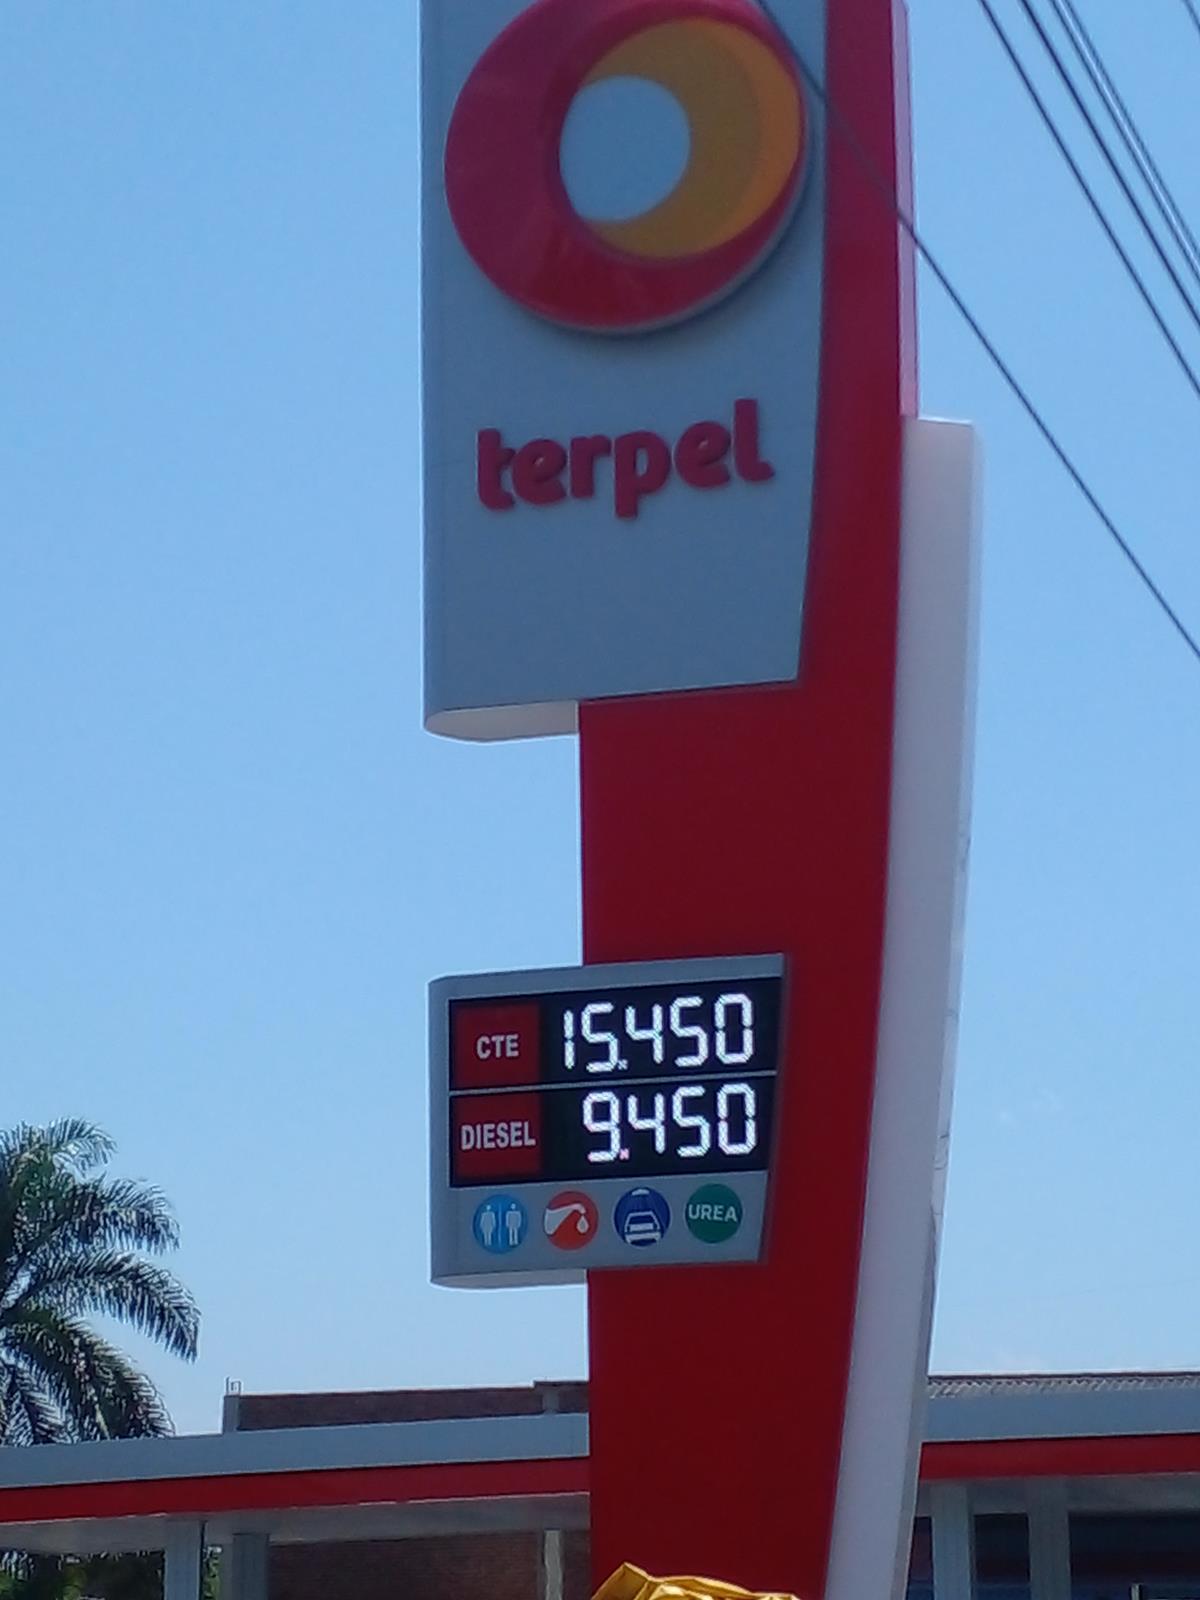 terpel
CTE 15.450
DIESEL 9.450
UREA